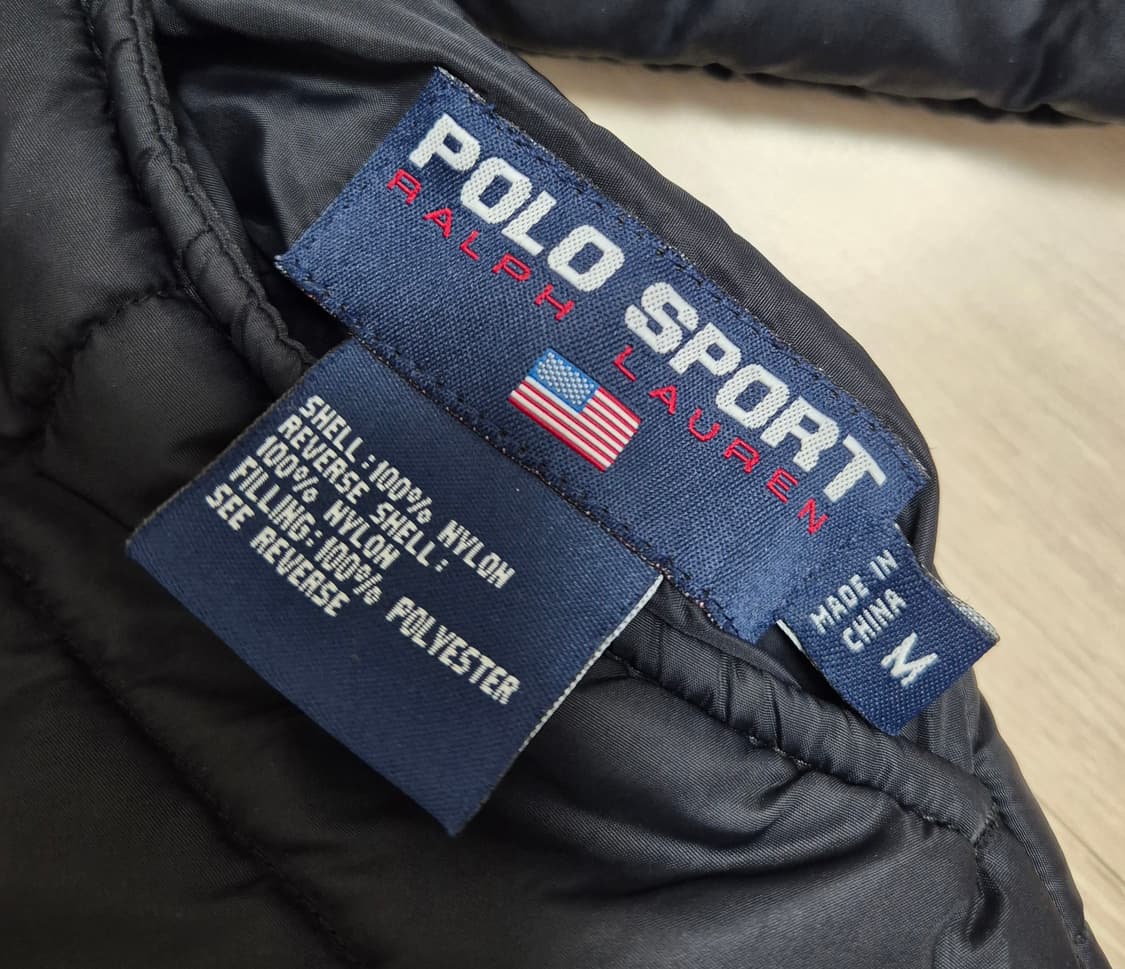 POLO SPORT
RALPH LAUREN
SHELL: 100% NYLON
REVERSE SHELL:
100% NYLON
FILLING: 100% POLYESTER
SEE REVERSE
MADE IN
CHINA
M